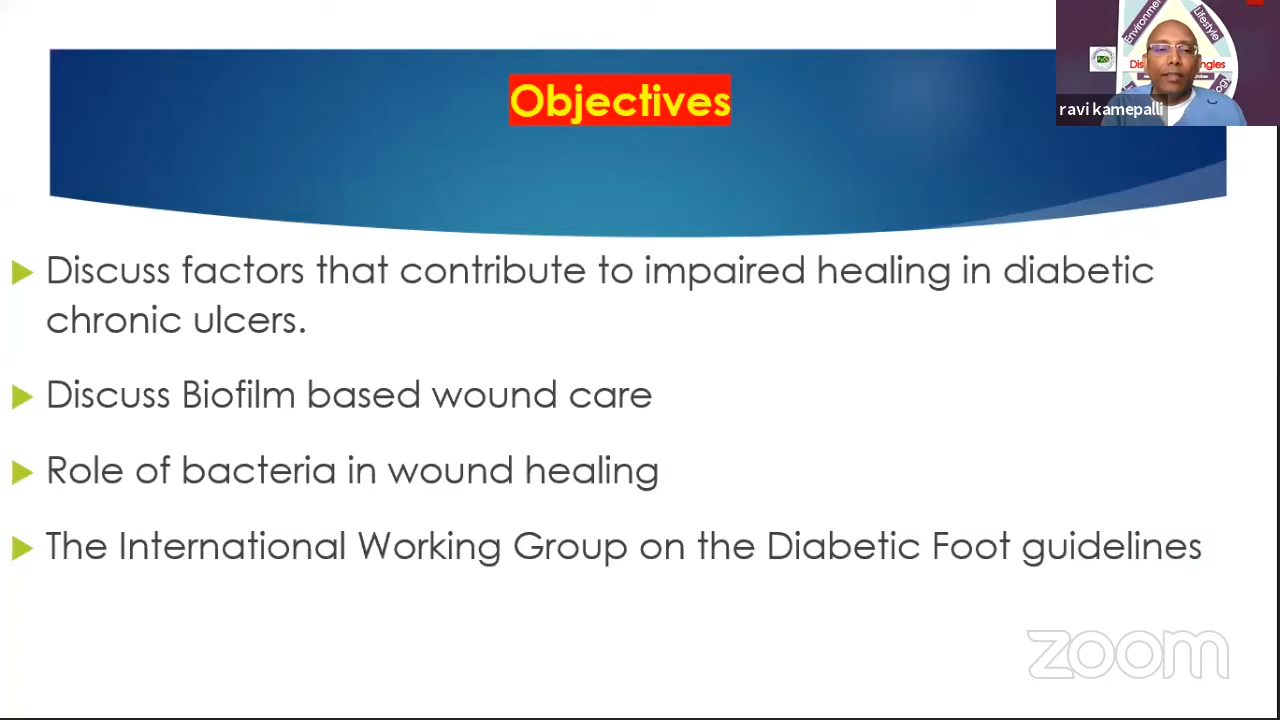 Objectives
Environmen
Lifestyle
ravi kamepalli
Discuss factors that contribute to impaired healing in diabetic
chronic ulcers.
Discuss Biofilm based wound care
Role of bacteria in wound healing
The International Working Group on the Diabetic Foot guidelines
zoom